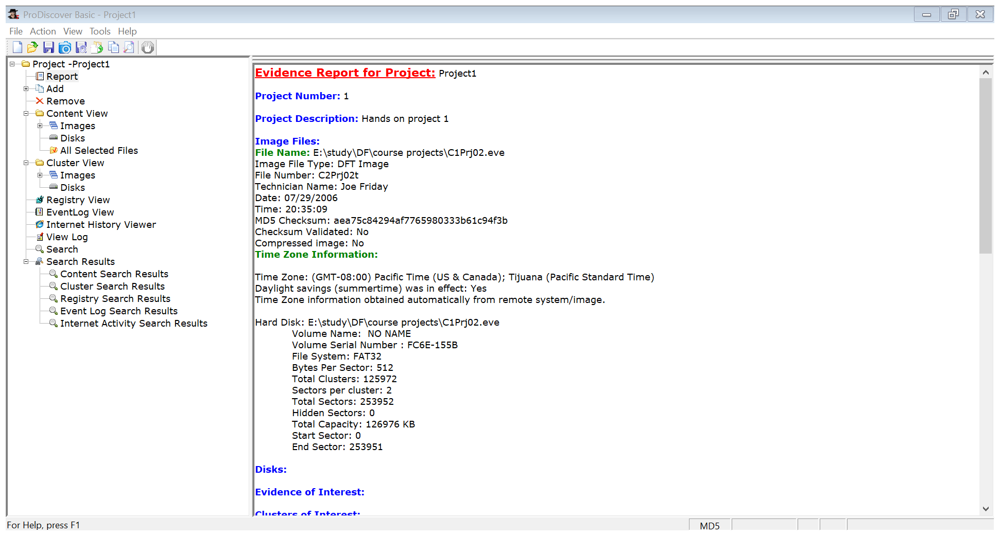 ProDiscover Basic - Project1
File Action View Tools Help
Project -Project1
Report
Add
Remove
Content View
Images
Disks
All Selected Files
Cluster View
Images
Disks
Registry View
EventLog View
Internet History Viewer
View Log
Search
Search Results
Content Search Results
Cluster Search Results
Registry Search Results
Event Log Search Results
Internet Activity Search Results
Evidence Report for Project: Project1
Project Number: 1
Project Description: Hands on project 1
Image Files:
File Name: E:\study\DF\course projects\C1Prj02.eve
Image File Type: DFT Image
File Number: C2Prj02t
Technician Name: Joe Friday
Date: 07/29/2006
Time: 20:35:09
MD5 Checksum: aea75c84294af7765980333b61c94f3b
Checksum Validated: No
Compressed image: No
Time Zone Information:
Time Zone: (GMT-08:00) Pacific Time (US & Canada); Tijuana (Pacific Standard Time)
Daylight savings (summertime) was in effect: Yes
Time Zone information obtained automatically from remote system/image.
Hard Disk: E:\study\DF\course projects\C1Prj02.eve
Volume Name: NO NAME
Volume Serial Number : FC6E-155B
File System: FAT32
Bytes Per Sector: 512
Total Clusters: 125972
Sectors per cluster: 2
Total Sectors: 253952
Hidden Sectors: 0
Total Capacity: 126976 KB
Start Sector: 0
End Sector: 253951
Disks:
Evidence of Interest:
Clusters of Interest:
For Help, press F1
MD5